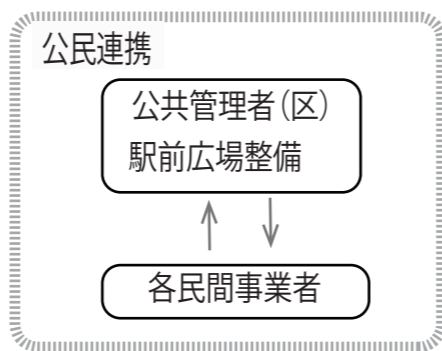 公民連携
公共管理者（区）
駅前広場整備
各民間事業者